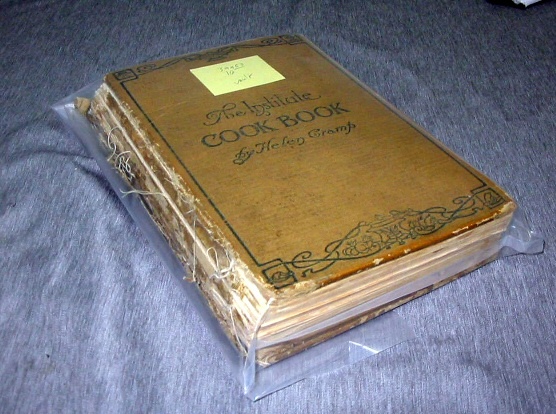 The Institute
COOK BOOK
By Helen Cramp